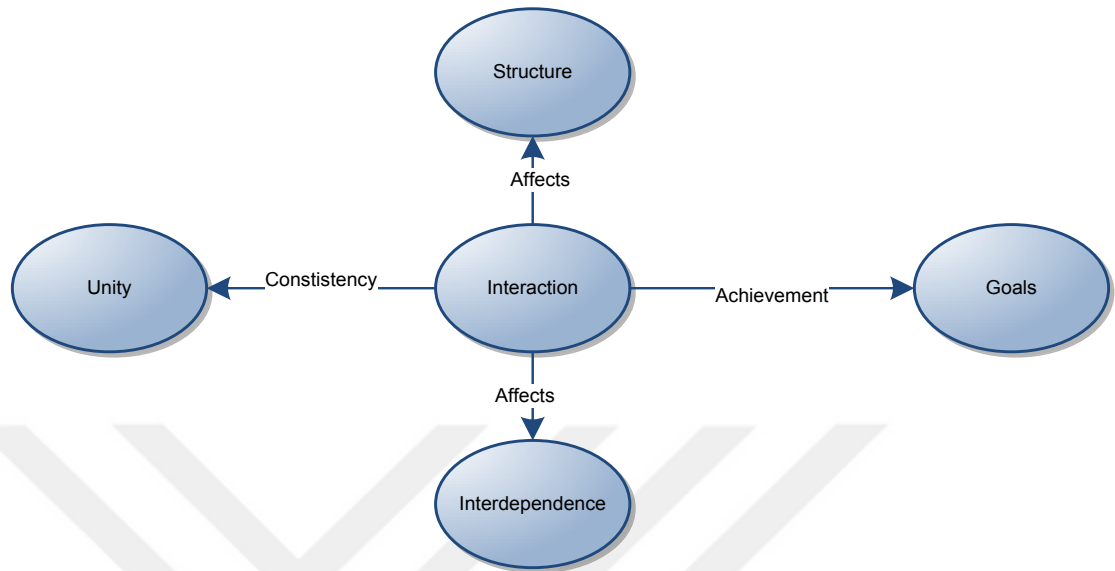 Structure
Affects
Unity
Constistency
Interaction
Achievement
Goals
Affects
Interdependence